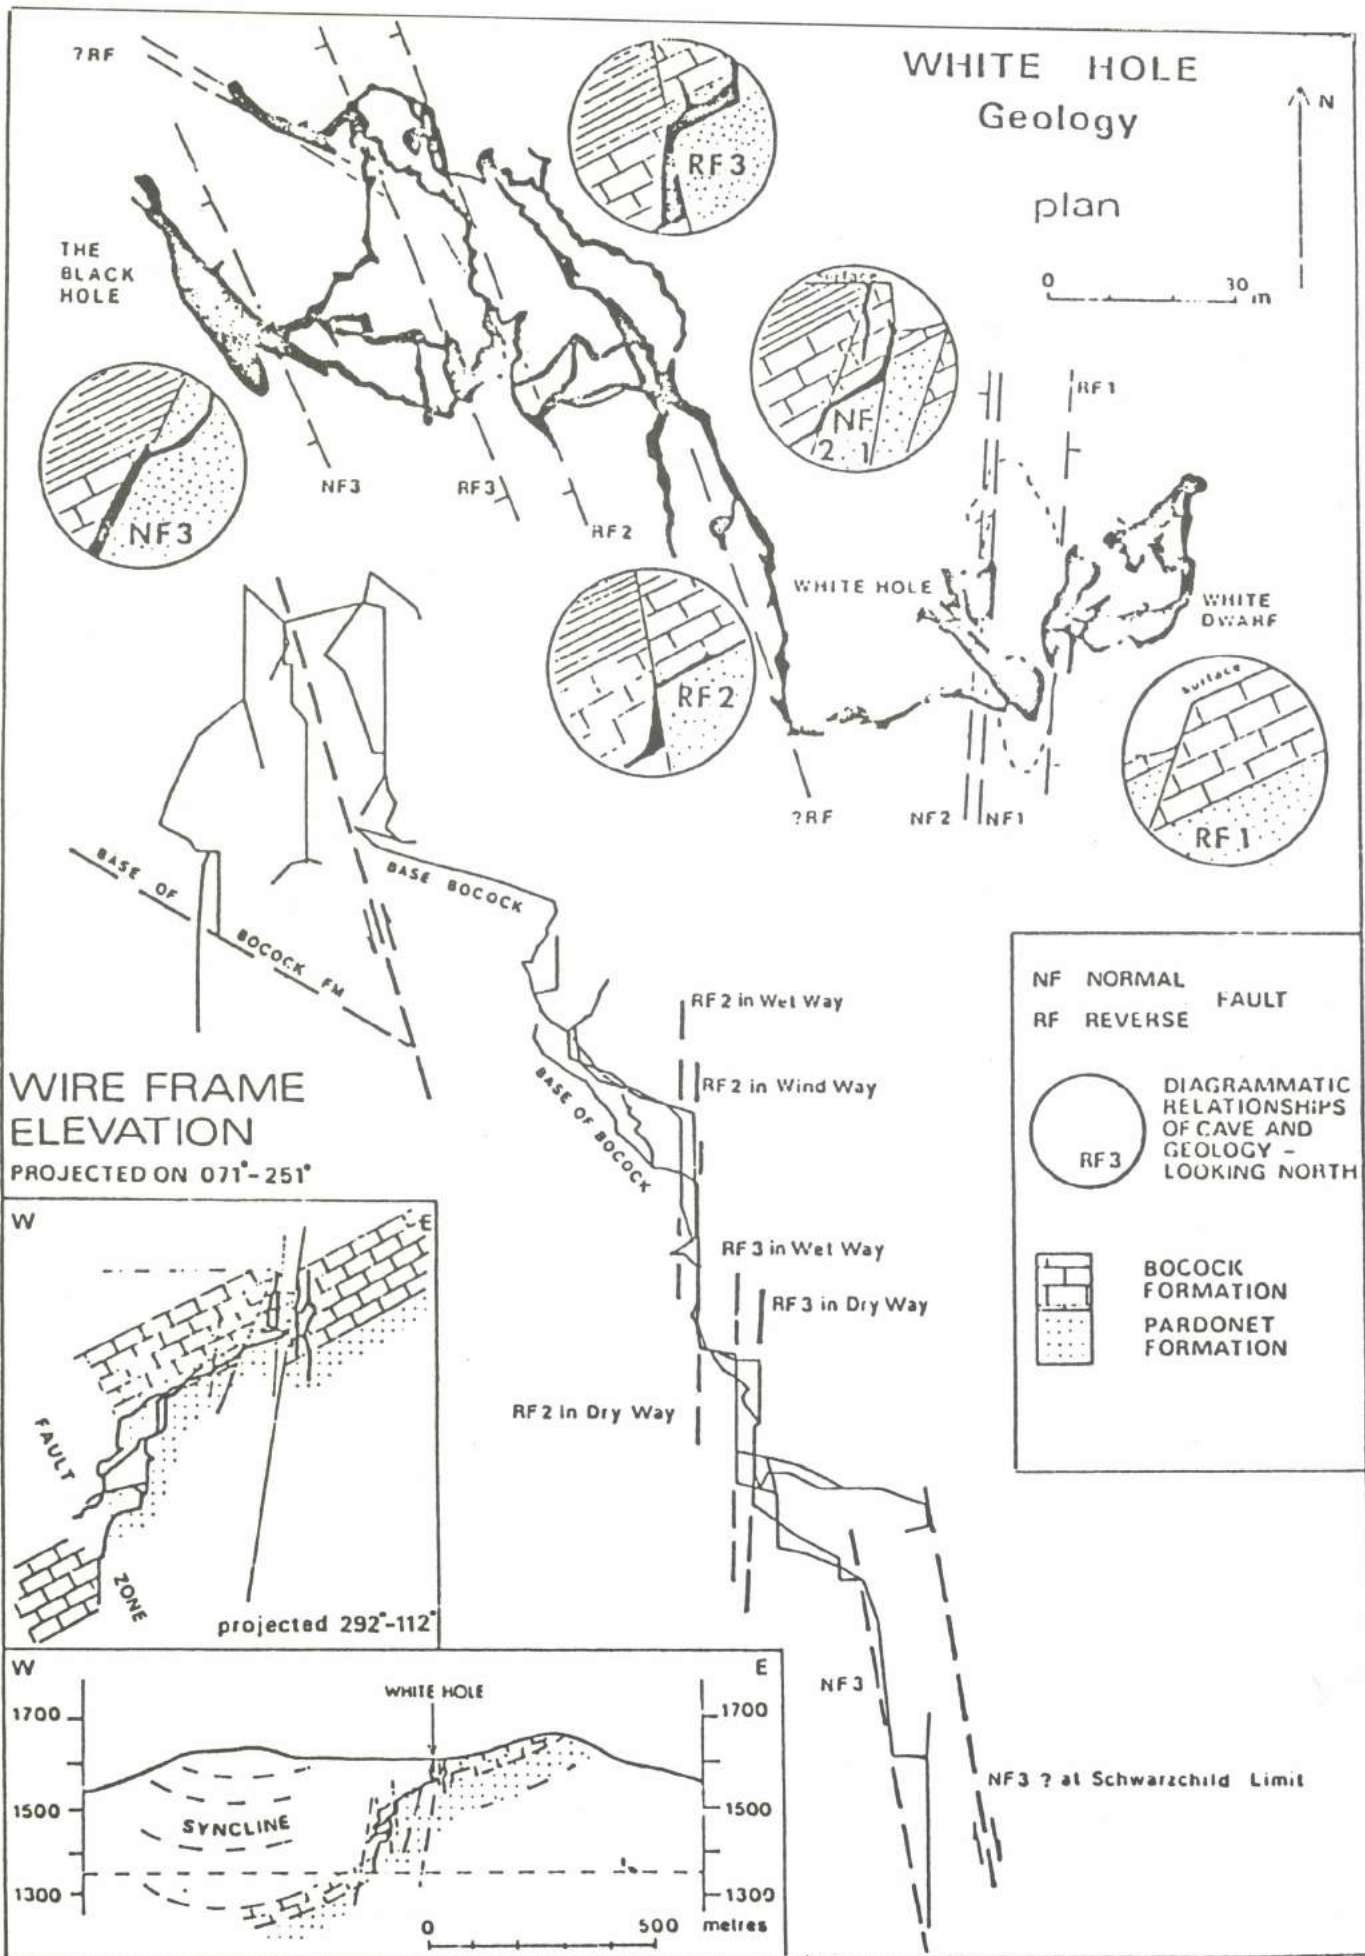 WHITE HOLE
Geology
plan
N
0 30 m
?RF
THE
BLACK
HOLE
RF3
Surface
NF
2.1
RF1
NF3
NF3
RF3
RF2
RF2
WHITE HOLE
WHITE
DWARF
Surface
RF1
?RF
NF2
NF1
BASE OF
BOCOCK FM
BASE BOCOCK
BASE OF BOCOCK
RF2 in Wet Way
RF2 in Wind Way
RF3 in Wet Way
RF3 in Dry Way
RF2 in Dry Way
NF3
NF3 ? at Schwarzchild Limit
NF NORMAL
FAULT
RF REVERSE
RF3
DIAGRAMMATIC
RELATIONSHIPS
OF CAVE AND
GEOLOGY –
LOOKING NORTH
BOCOCK
FORMATION
PARDONET
FORMATION
WIRE FRAME
ELEVATION
PROJECTED ON 071°-251°
W E
FAULT
ZONE
projected 292°-112°
W E
WHITE HOLE
1700 1700
1500 1500
SYNCLINE
1300 1300
0 500 metres